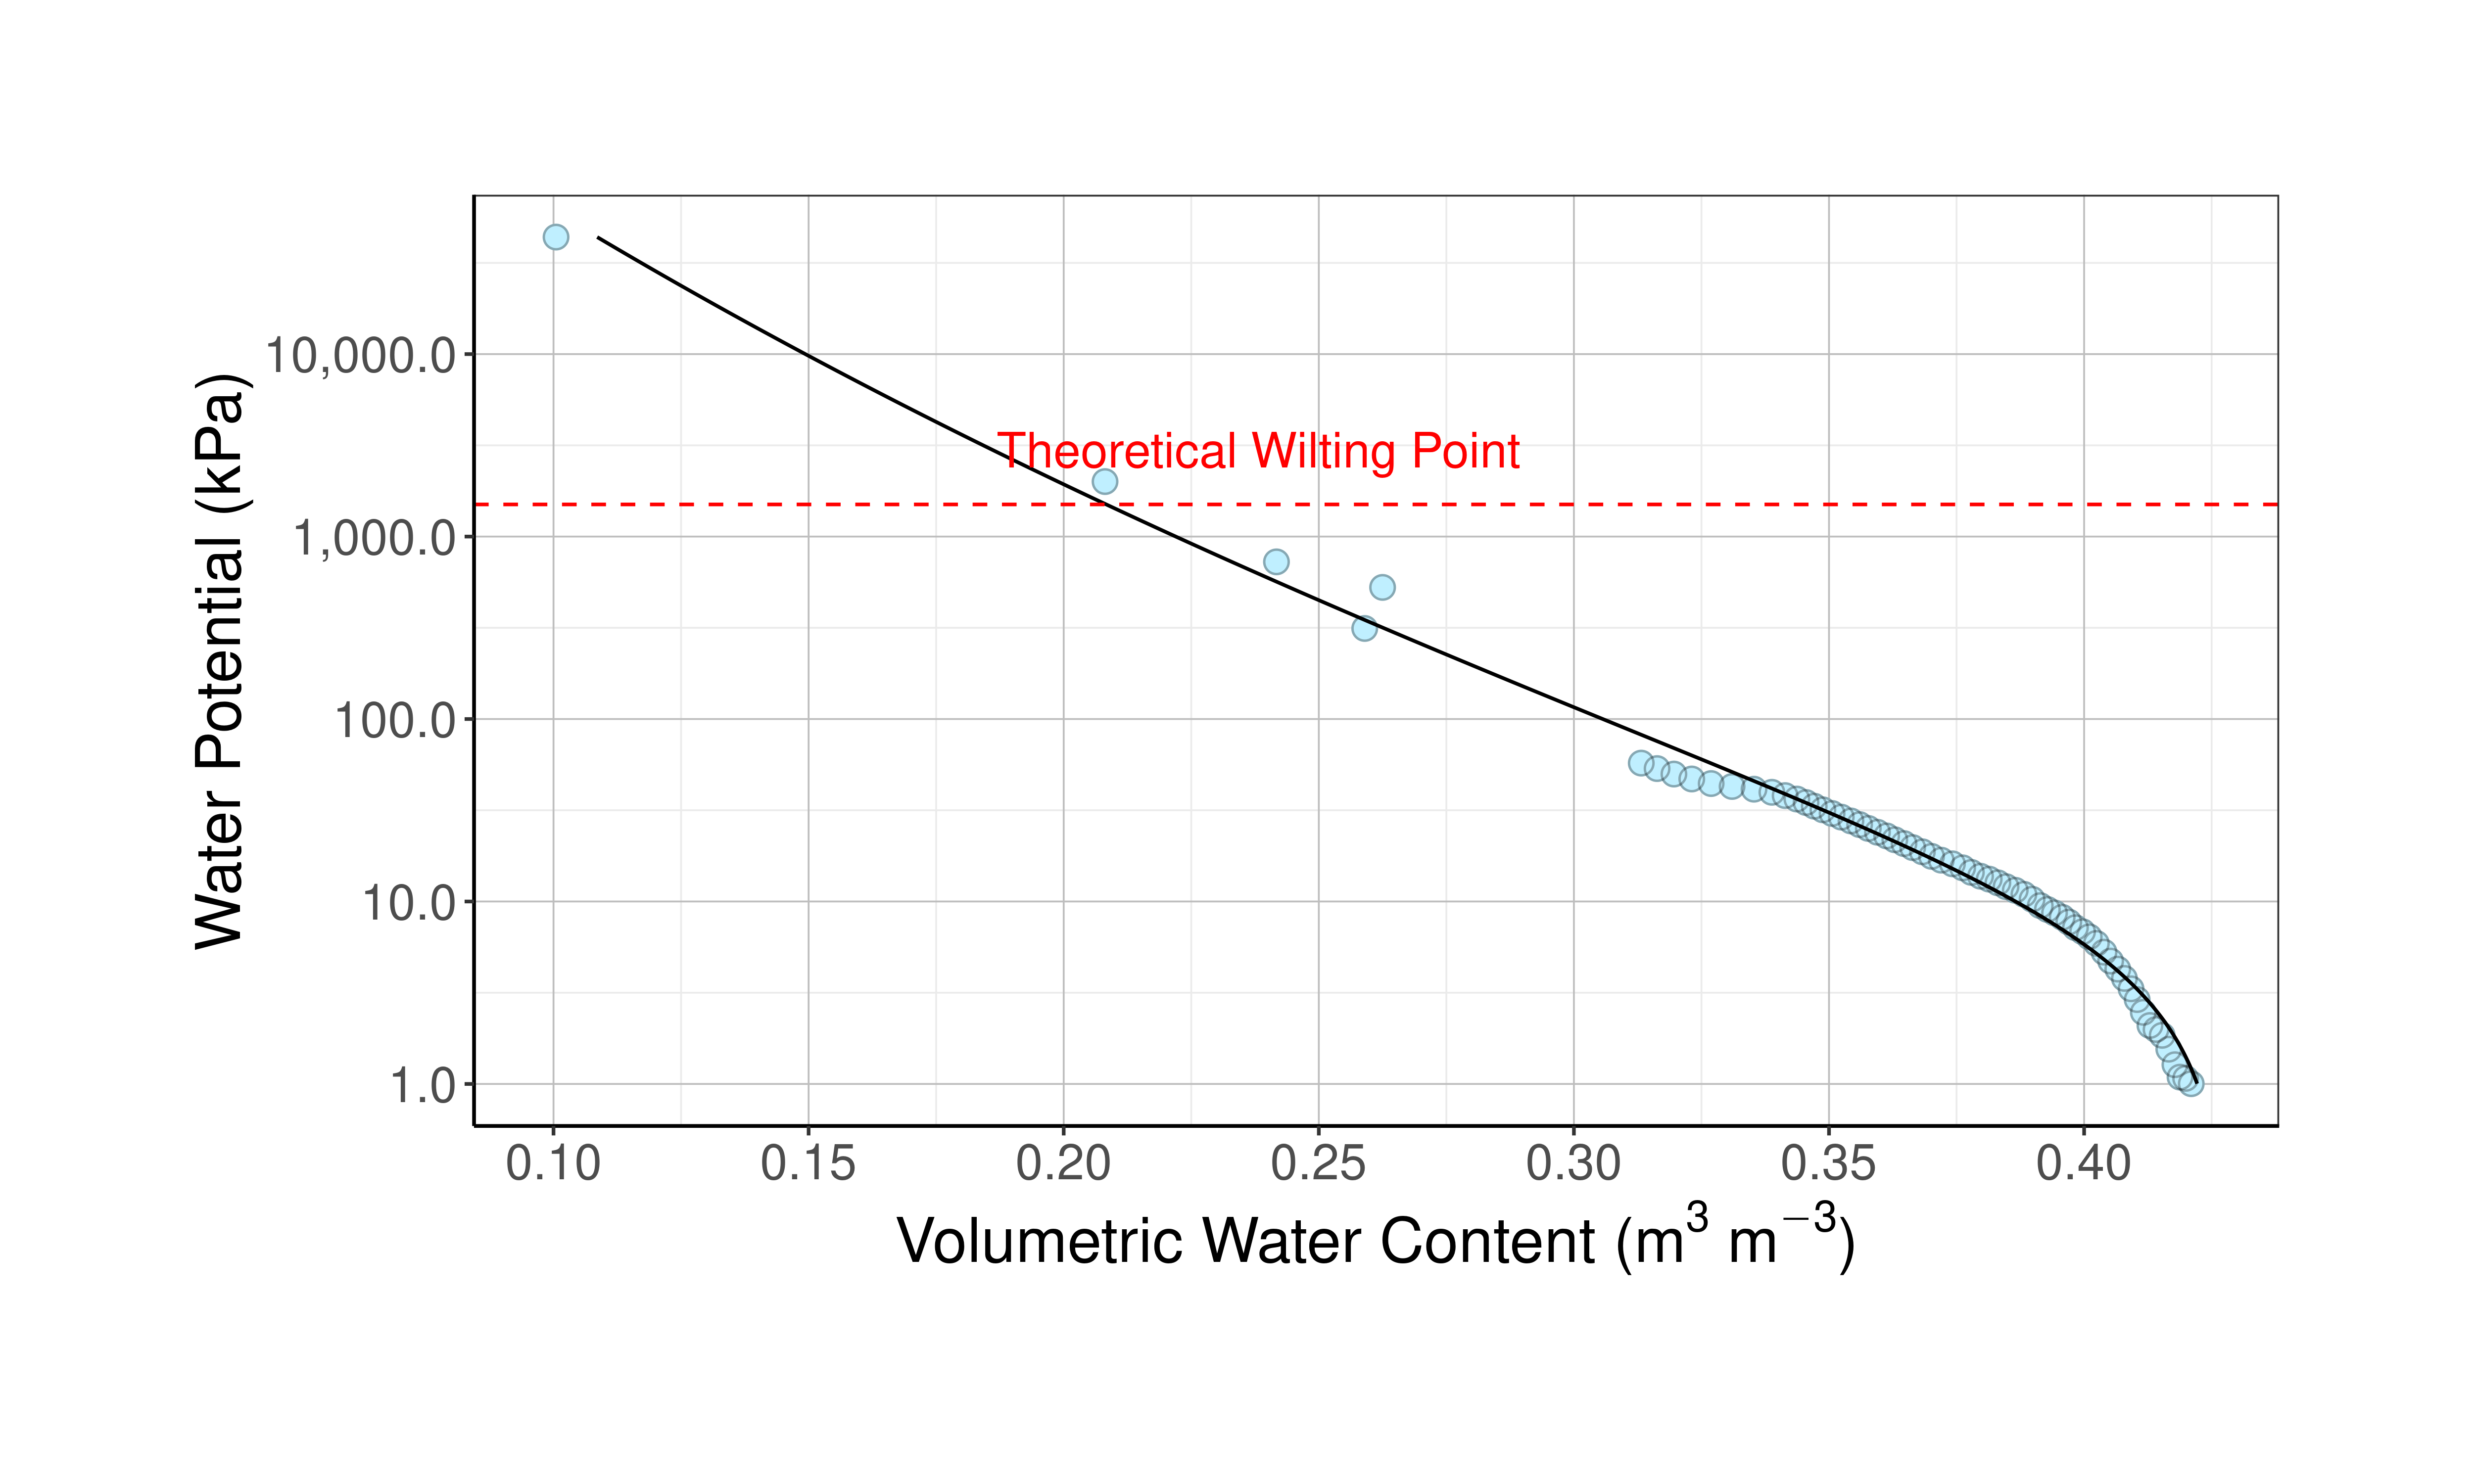 Water Potential (kPa)
10,000.0
1,000.0
100.0
10.0
1.0
Theoretical Wilting Point
0.10 0.15 0.20 0.25 0.30 0.35 0.40
Volumetric Water Content (m³ m⁻³)